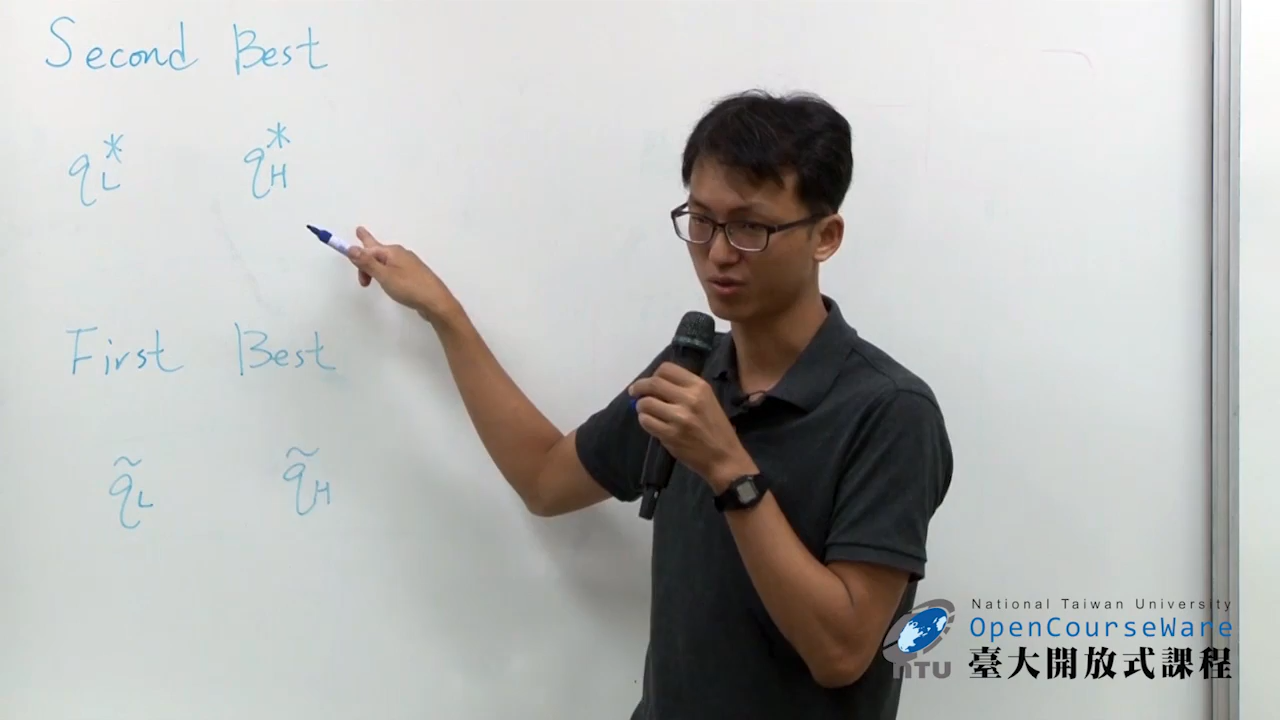 Second Best
q*L q*H
First Best
q̃L q̃H
National Taiwan University
OpenCourseWare
NTU 臺大開放式課程